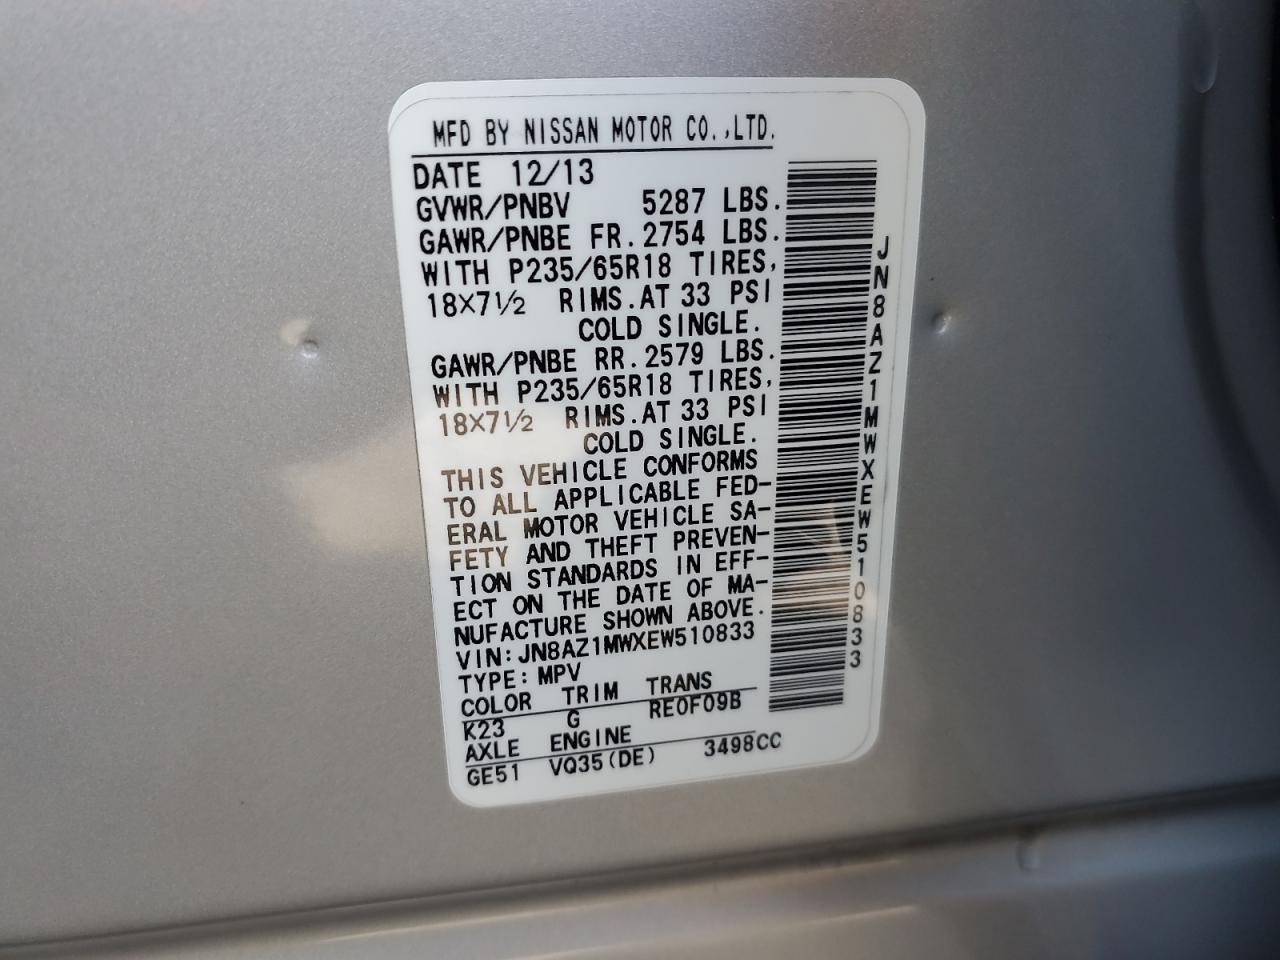 MFD BY NISSAN MOTOR CO.,LTD.
DATE 12/13
GVWR/PNBV 5287 LBS.
GAWR/PNBE FR.2754 LBS.
WITH P235/65R18 TIRES,
18×7½ RIMS.AT 33 PSI
COLD SINGLE.
GAWR/PNBE RR.2579 LBS.
WITH P235/65R18 TIRES,
18×7½ RIMS.AT 33 PSI
COLD SINGLE.
THIS VEHICLE CONFORMS
TO ALL APPLICABLE FED-
ERAL MOTOR VEHICLE SA-
FETY AND THEFT PREVEN-
TION STANDARDS IN EFF-
ECT ON THE DATE OF MA-
NUFACTURE SHOWN ABOVE.
VIN:JN8AZ1MWXEW510833
TYPE:MPV
COLOR TRIM TRANS
K23 G RE0F09B
AXLE ENGINE
GE51 VQ35(DE) 3498CC
JN8AZ1MWXEW510833